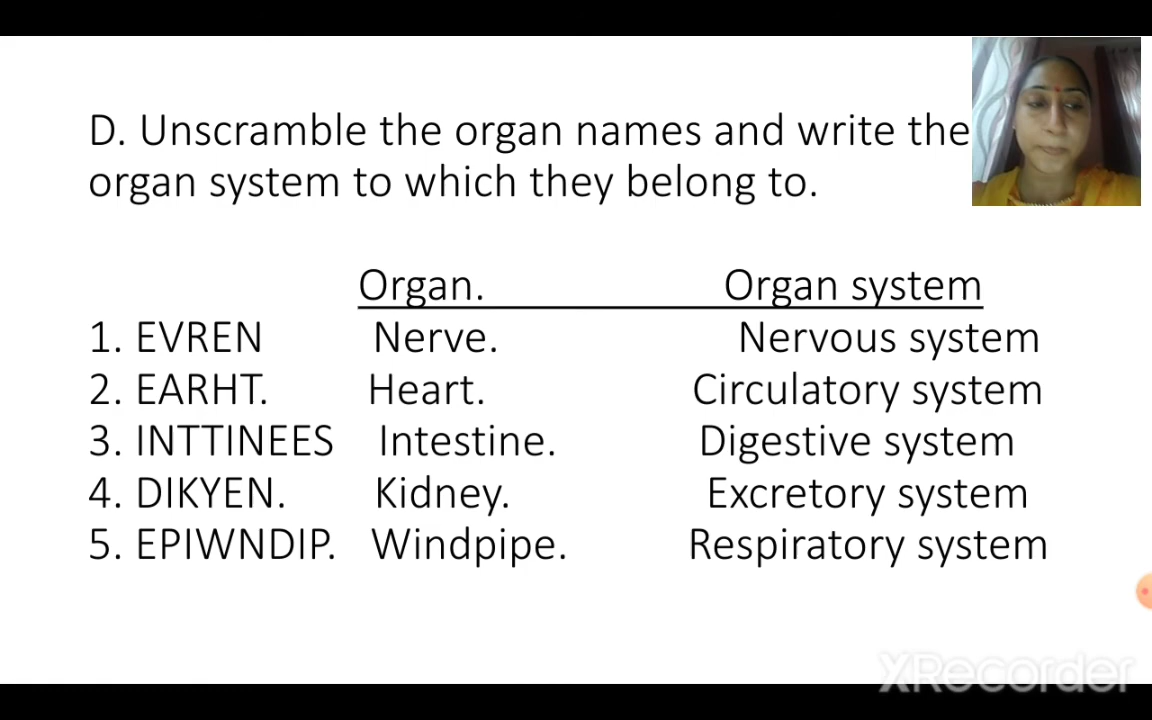 D. Unscramble the organ names and write the
organ system to which they belong to.
Organ. Organ system
1. EVREN Nerve. Nervous system
2. EARHT. Heart. Circulatory system
3. INTTINEES Intestine. Digestive system
4. DIKYEN. Kidney. Excretory system
5. EPIWNDIP. Windpipe. Respiratory system
XRecorder